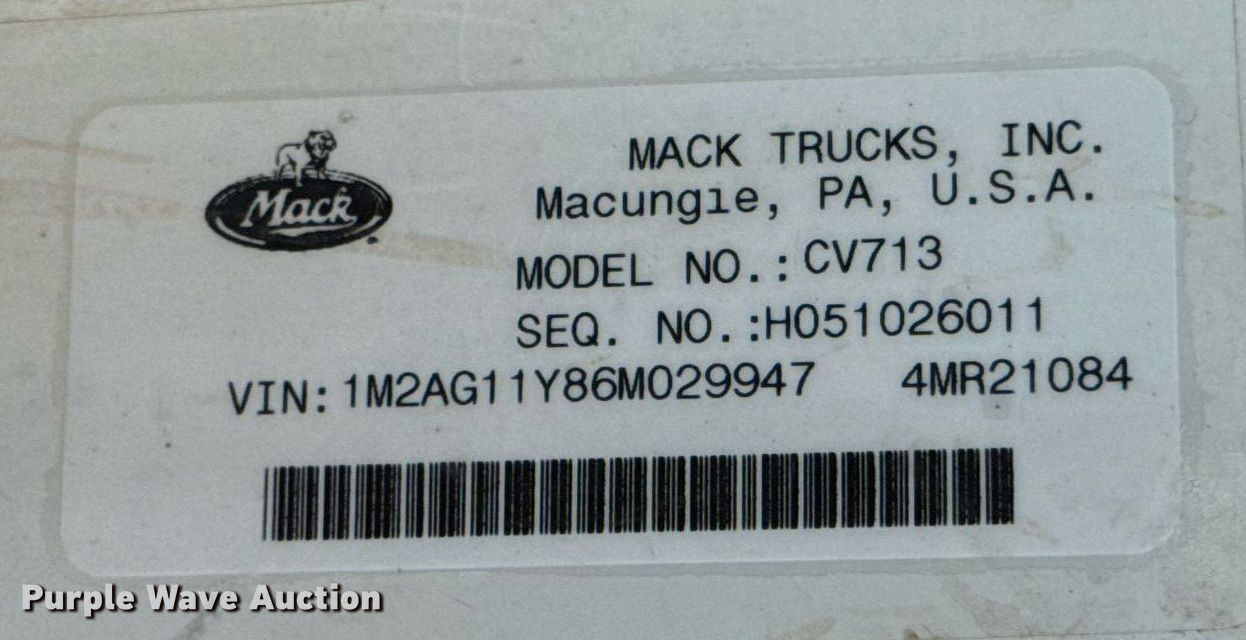 Mack
MACK TRUCKS, INC.
Macungie, PA, U.S.A.
MODEL NO.: CV713
SEQ. NO.:H051026011
VIN: 1M2AG11Y86M029947 4MR21084
Purple Wave Auction